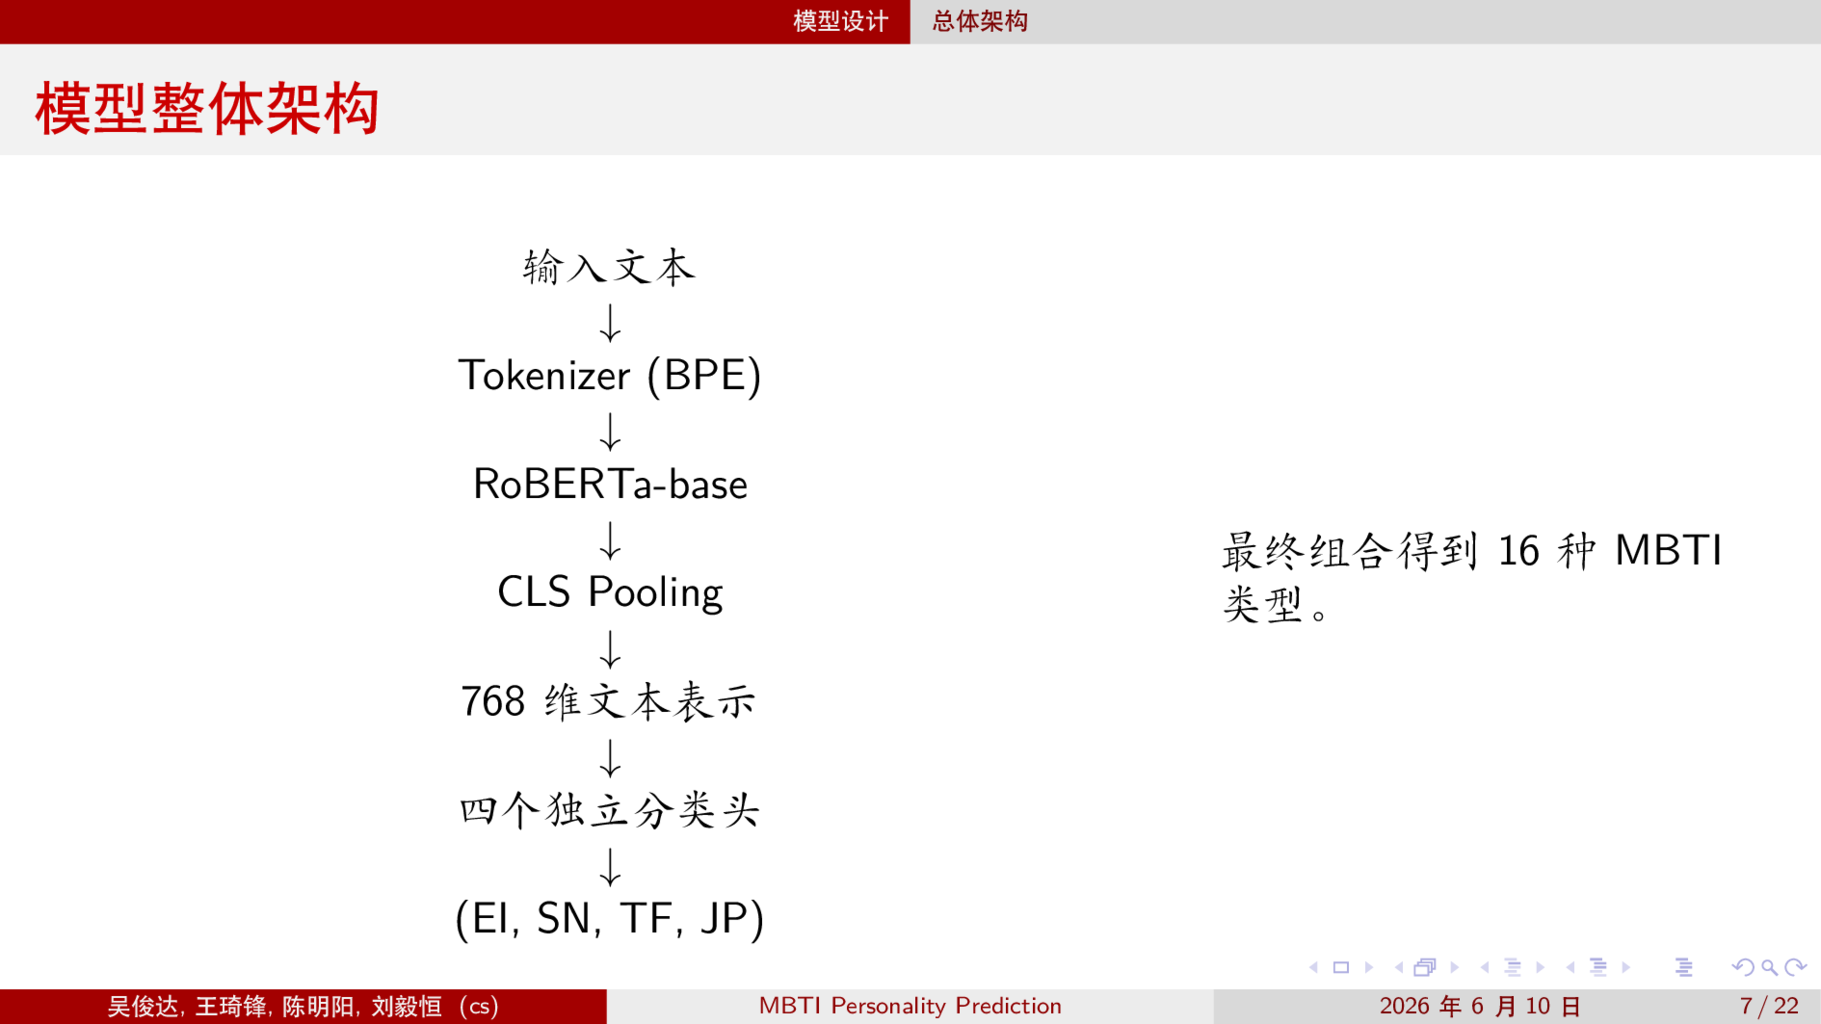 模型设计 总体架构
模型整体架构
输入文本
↓
Tokenizer (BPE)
↓
RoBERTa-base
↓
CLS Pooling
↓
768 维文本表示
↓
四个独立分类头
↓
(EI, SN, TF, JP)
最终组合得到 16 种 MBTI
类型。
吴俊达, 王琦锋, 陈明阳, 刘毅恒 (cs) MBTI Personality Prediction 2026 年 6 月 10 日 7 / 22